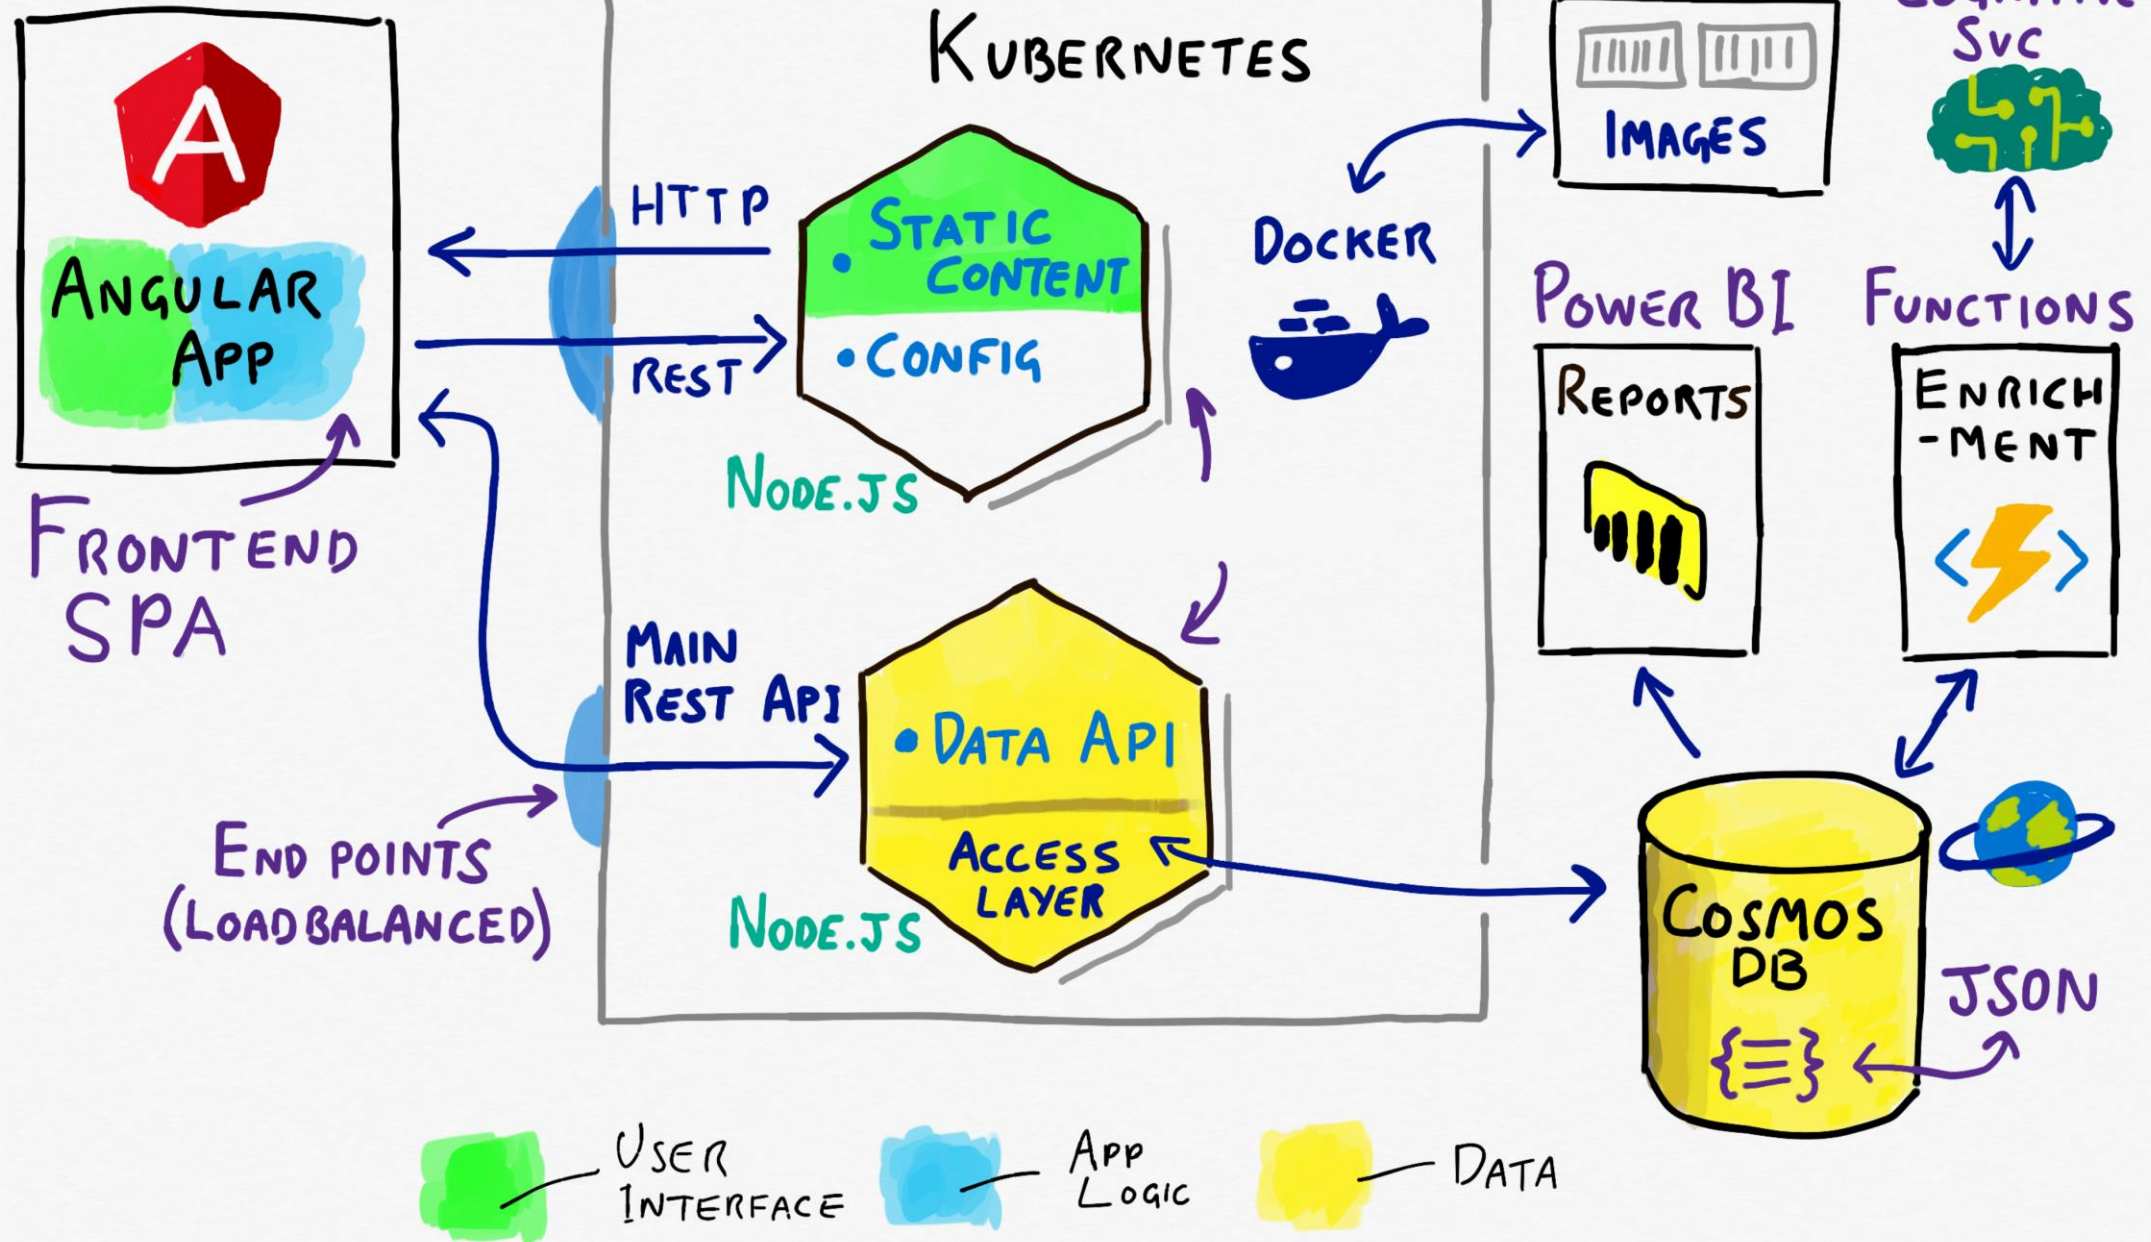 KUBERNETES
SVC
A
IMAGES
HTTP
STATIC
CONTENT
DOCKER
ANGULAR
APP
REST
CONFIG
POWER BI
FUNCTIONS
REPORTS
ENRICH
-MENT
NODE.JS
FRONTEND
SPA
MAIN
REST API
DATA API
END POINTS
(LOAD BALANCED)
ACCESS
LAYER
NODE.JS
COSMOS
DB
JSON
{ }
USER
INTERFACE
APP
LOGIC
DATA